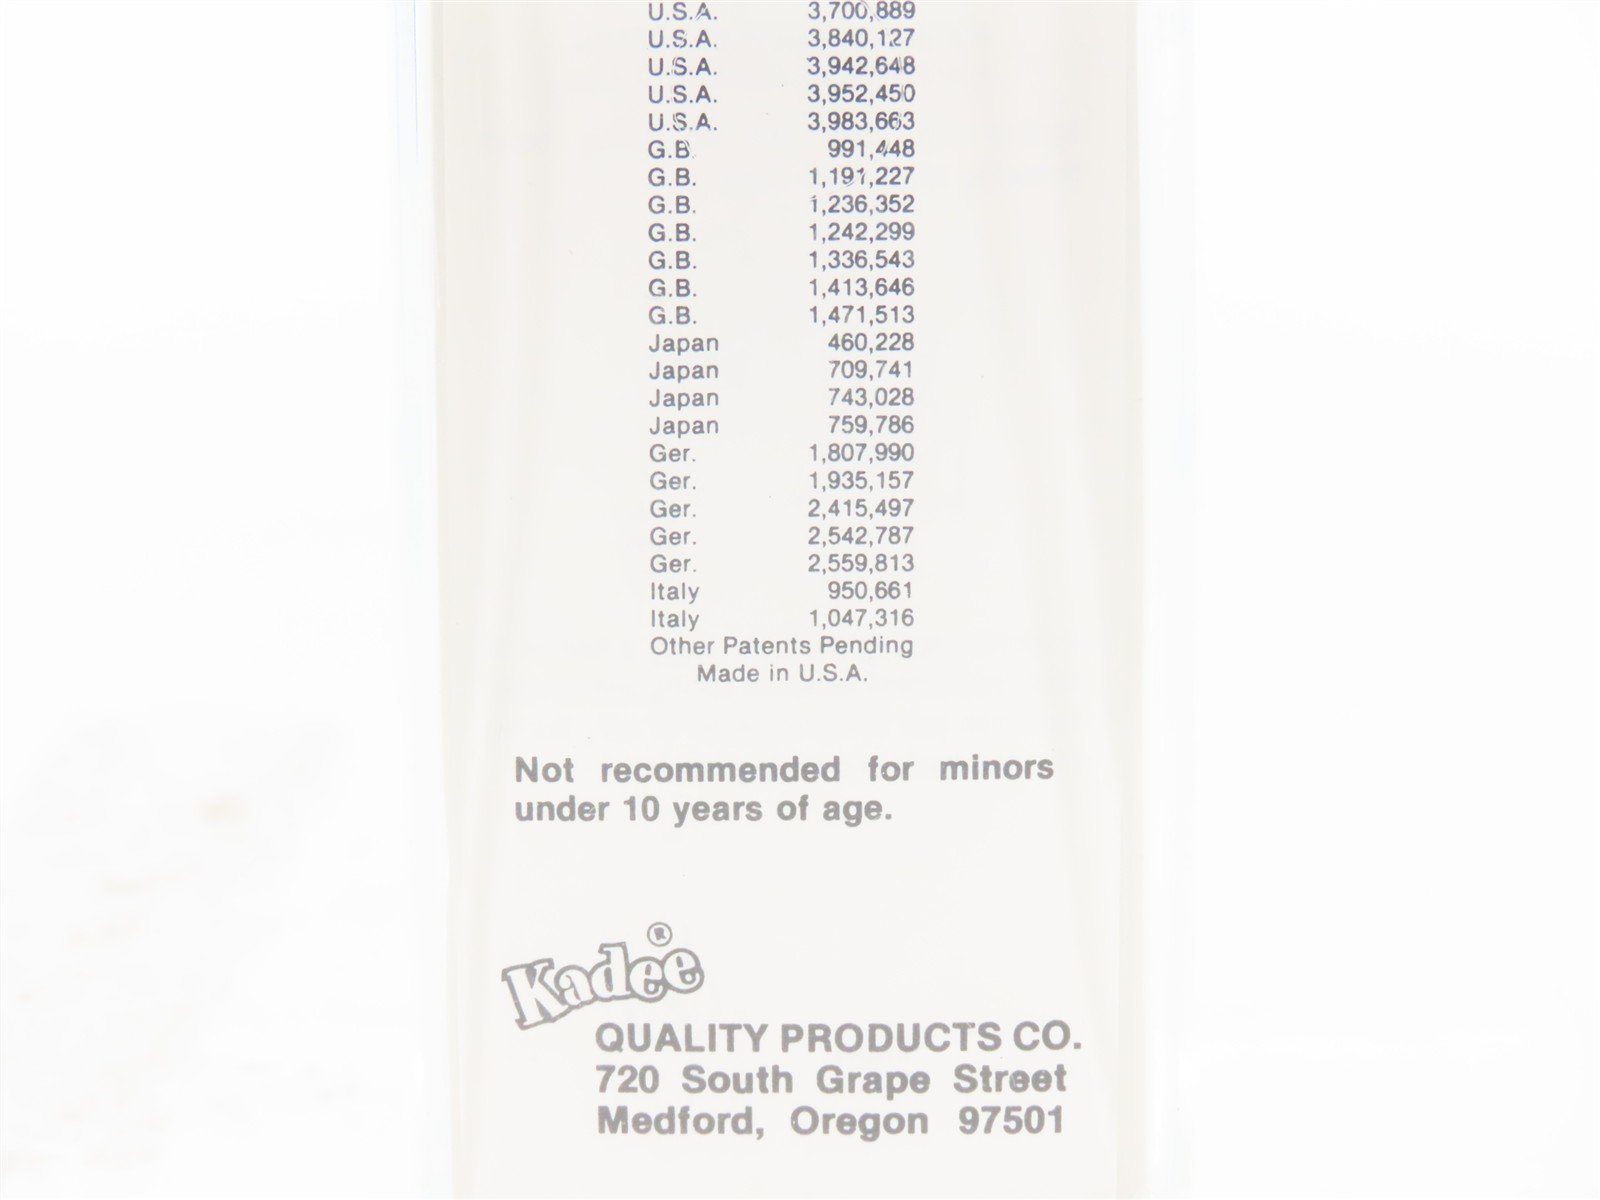 U.S.A. 3,700,889
U.S.A. 3,840,127
U.S.A. 3,942,648
U.S.A. 3,952,450
U.S.A. 3,983,663
G.B. 991,448
G.B. 1,191,227
G.B. 1,236,352
G.B. 1,242,299
G.B. 1,336,543
G.B. 1,413,646
G.B. 1,471,513
Japan 460,228
Japan 709,741
Japan 743,028
Japan 759,786
Ger. 1,807,990
Ger. 1,935,157
Ger. 2,415,497
Ger. 2,542,787
Ger. 2,559,813
Italy 950,661
Italy 1,047,316
Other Patents Pending
Made in U.S.A.
Not recommended for minors
under 10 years of age.
Kadee ®
QUALITY PRODUCTS CO.
720 South Grape Street
Medford, Oregon 97501